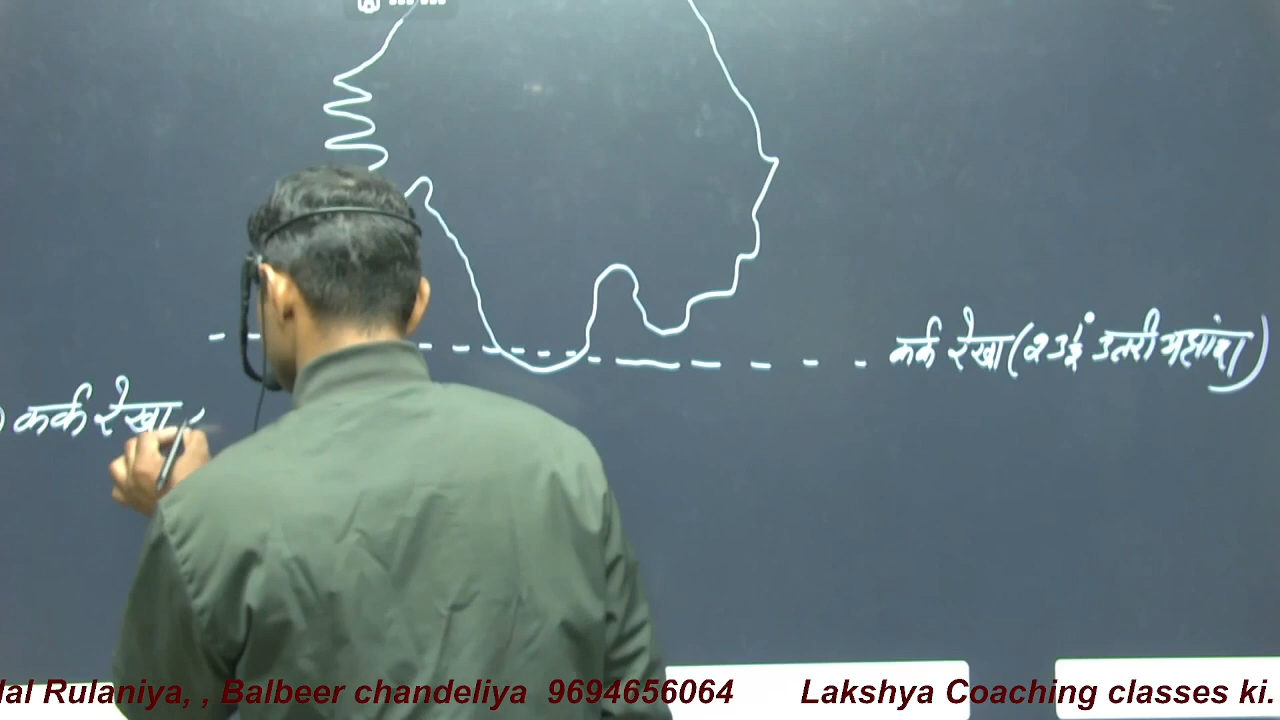 कर्क रेखा (23½° उत्तरी अक्षांश)
) कर्क रेखा
lal Rulaniya, , Balbeer chandeliya 9694656064 Lakshya Coaching classes ki.